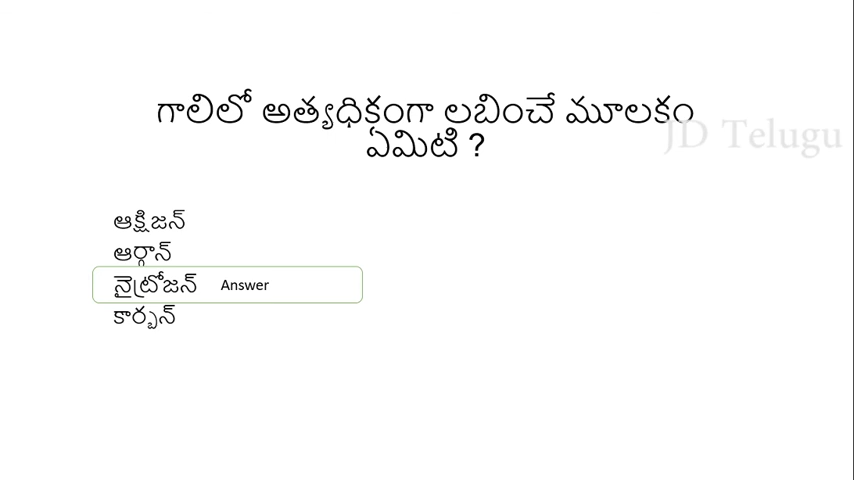 గాలిలో అత్యధికంగా లబించే మూలకం
ఏమిటి ?
JD Telugu
ఆక్షిజన్
ఆర్గాన్
నైట్రోజన్ Answer
కార్బన్